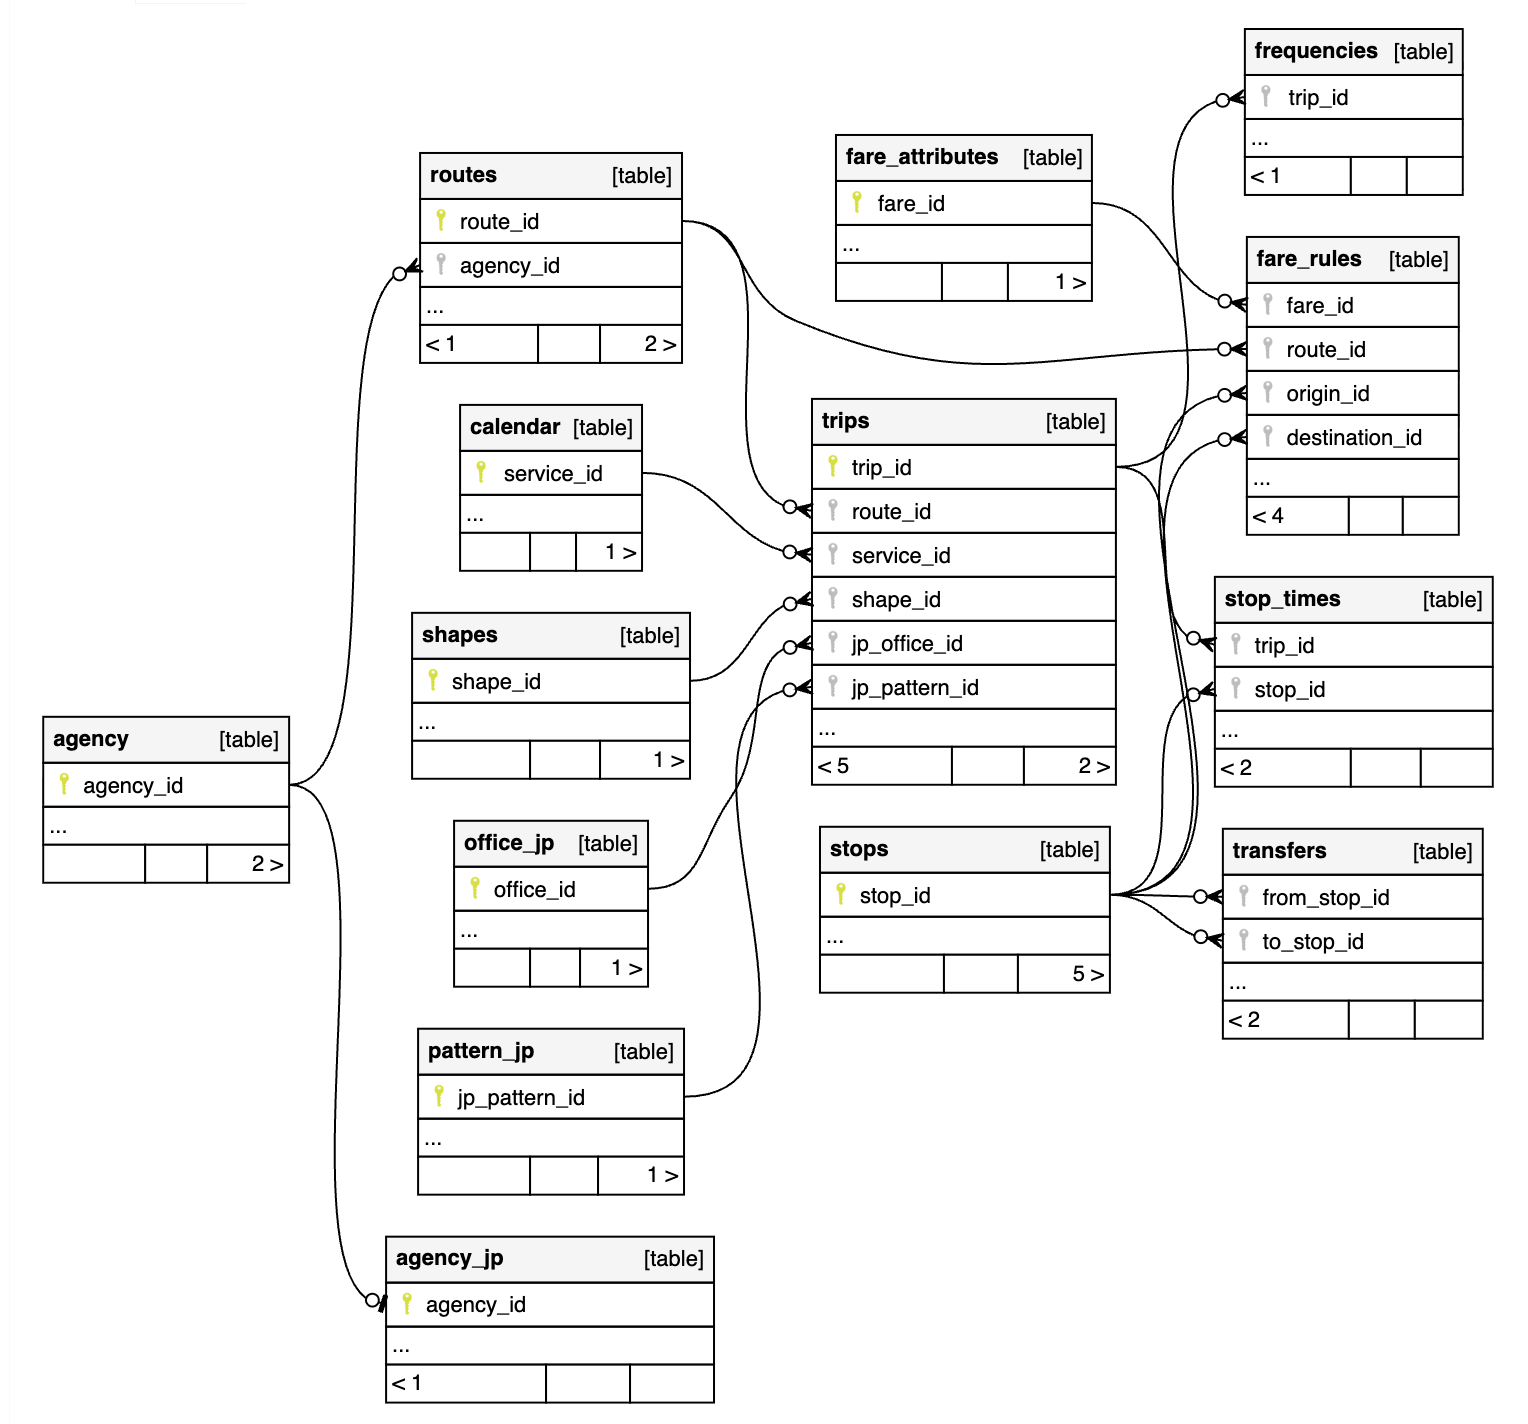 frequencies [table]
trip_id
...
< 1
fare_attributes [table]
fare_id
...
1 >
routes [table]
route_id
agency_id
...
< 1 2 >
fare_rules [table]
fare_id
route_id
origin_id
destination_id
...
< 4
calendar [table]
service_id
...
1 >
trips [table]
trip_id
route_id
service_id
shape_id
jp_office_id
jp_pattern_id
...
< 5 2 >
shapes [table]
shape_id
...
1 >
stop_times [table]
trip_id
stop_id
...
< 2
agency [table]
agency_id
...
2 >
office_jp [table]
office_id
...
1 >
stops [table]
stop_id
...
5 >
transfers [table]
from_stop_id
to_stop_id
...
< 2
pattern_jp [table]
jp_pattern_id
...
1 >
agency_jp [table]
agency_id
...
< 1